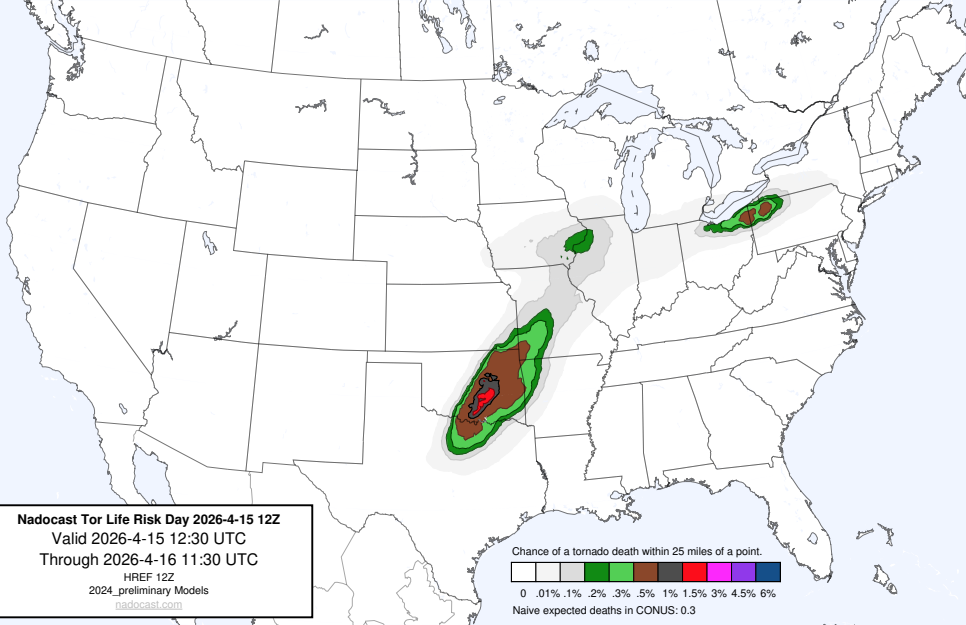 Nadocast Tor Life Risk Day 2026-4-15 12Z
Valid 2026-4-15 12:30 UTC
Through 2026-4-16 11:30 UTC
HREF 12Z
2024_preliminary Models
nadocast.com
Chance of a tornado death within 25 miles of a point.
0 .01% .1% .2% .3% .5% 1% 1.5% 3% 4.5% 6%
Naive expected deaths in CONUS: 0.3